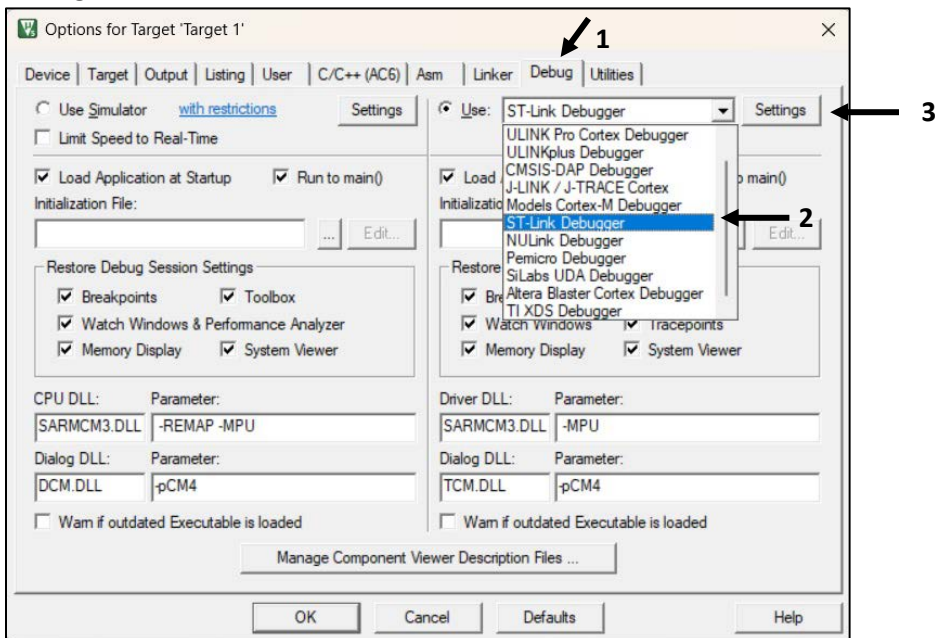 Options for Target 'Target 1'
1
Device Target Output Listing User C/C++ (AC6) Asm Linker Debug Utilities
Use Simulator with restrictions Settings Use: ST-Link Debugger Settings 3
Limit Speed to Real-Time
ULINK Pro Cortex Debugger
ULINKplus Debugger
CMSIS-DAP Debugger
J-LINK / J-TRACE Cortex
Models Cortex-M Debugger
ST-Link Debugger 2
NULink Debugger
Pemicro Debugger
SiLabs UDA Debugger
Altera Blaster Cortex Debugger
TI XDS Debugger
Load Application at Startup Run to main() Load main()
Initialization File: ... Edit... Edit...
Restore Debug Session Settings Restore
Breakpoints Toolbox
Watch Windows & Performance Analyzer Watch Windows Tracepoints
Memory Display System Viewer Memory Display System Viewer
CPU DLL: Parameter: Driver DLL: Parameter:
SARMCM3.DLL -REMAP -MPU SARMCM3.DLL -MPU
Dialog DLL: Parameter: Dialog DLL: Parameter:
DCM.DLL -pCM4 TCM.DLL -pCM4
Warn if outdated Executable is loaded Warn if outdated Executable is loaded
Manage Component Viewer Description Files ...
OK Cancel Defaults Help